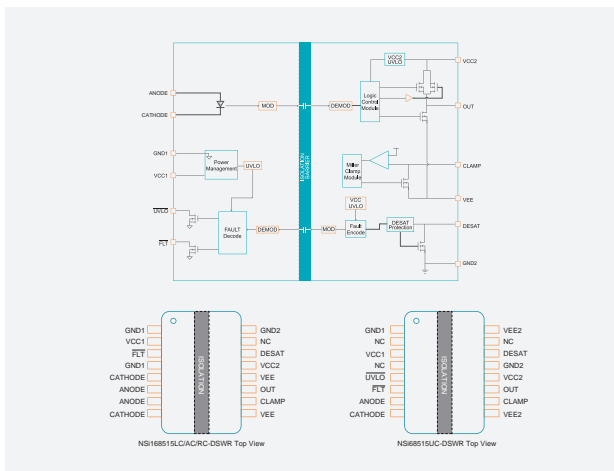 VCC2
UVLO
VCC2
ANODE
Logic
Control
Module
MOD
DEMOD
OUT
CATHODE
ISOLATION
BARRIER
GND1
Power
Management
UVLO
Miller
Clamp
Module
CLAMP
VCC1
VEE
VCC
UVLO
UVLO
FAULT
Decode
DEMOD
MOD
Fault
Encode
DESAT
Protection
DESAT
FLT
GND2
GND1
VCC1
FLT
GND1
CATHODE
ANODE
ANODE
CATHODE
ISOLATION
GND2
NC
DESAT
VCC2
VEE
OUT
CLAMP
VEE
NSi168515LC/AC/RC-DSWR Top View
GND1
NC
VCC1
NC
UVLO
FLT
ANODE
CATHODE
ISOLATION
VEE2
NC
DESAT
GND2
VCC2
OUT
CLAMP
VEE2
NSi68515UC-DSWR Top View